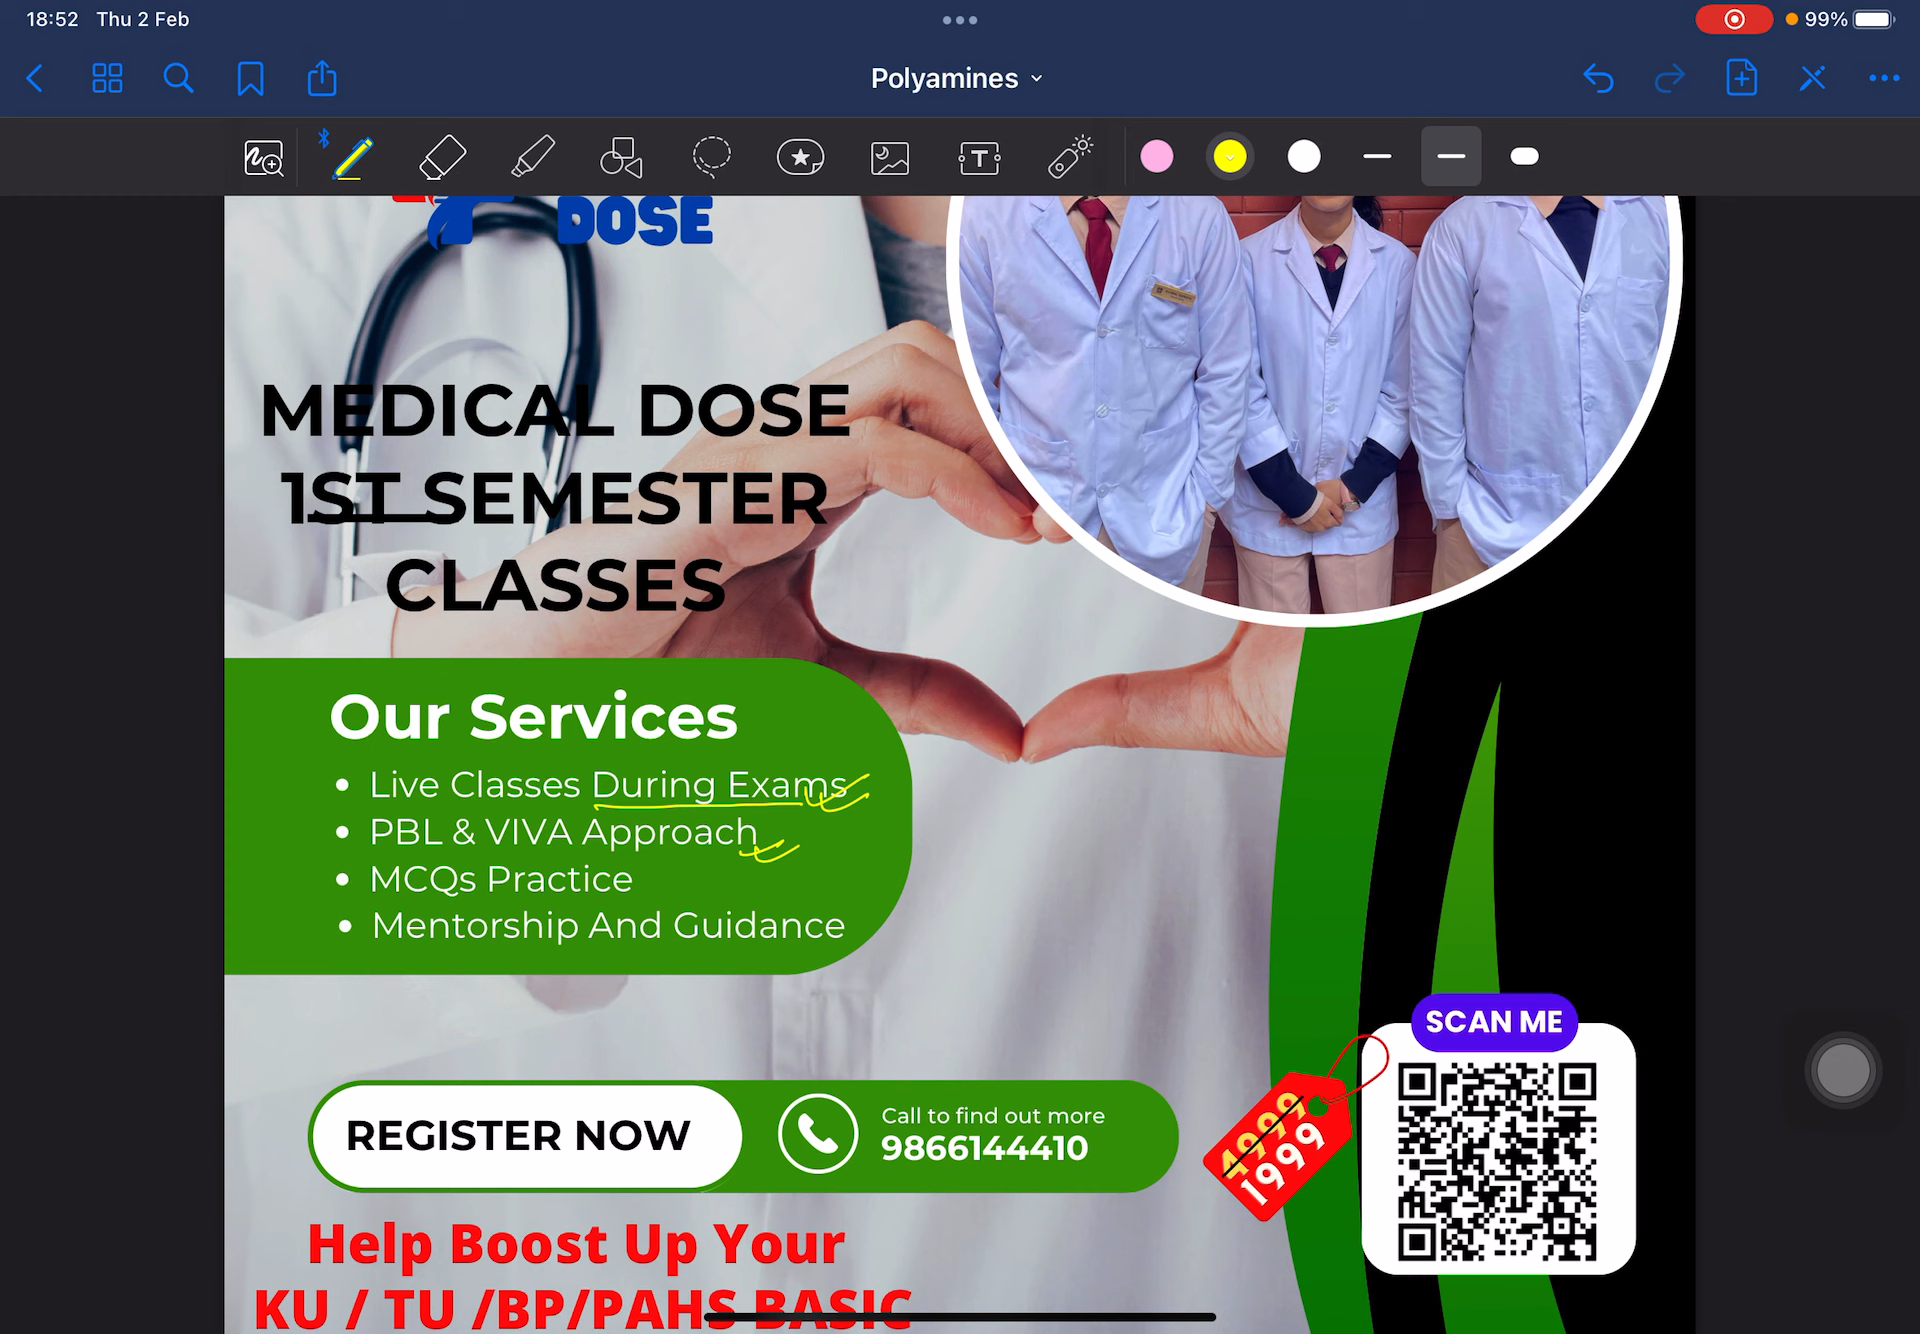 18:52 Thu 2 Feb
99%
Polyamines
T
DOSE
MEDICAL DOSE
1ST SEMESTER
CLASSES
Our Services
• Live Classes During Exams
• PBL & VIVA Approach
• MCQs Practice
• Mentorship And Guidance
SCAN ME
REGISTER NOW
Call to find out more
9866144410
4999
1999
Help Boost Up Your
KU / TU /BP/PAHS BASIC